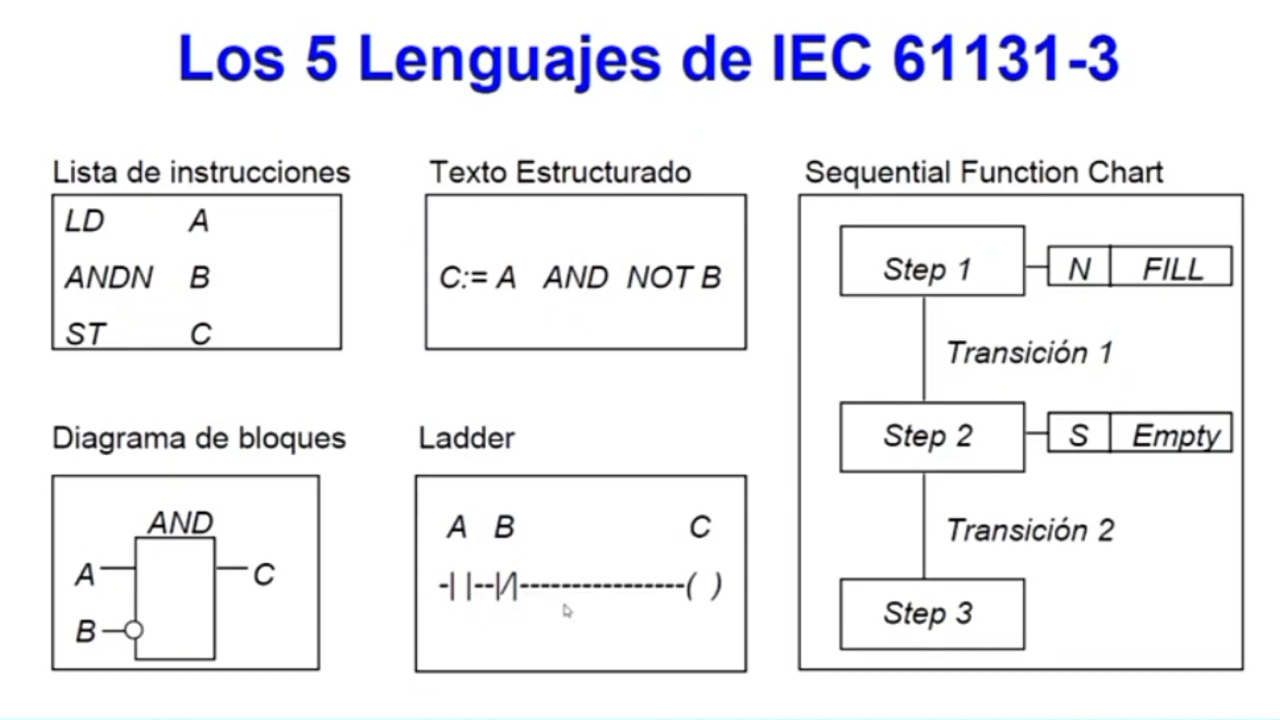 Los 5 Lenguajes de IEC 61131-3
Lista de instrucciones
LD A
ANDN B
ST C
Texto Estructurado
C:= A AND NOT B
Sequential Function Chart
Step 1
N FILL
Transición 1
Step 2
S Empty
Transición 2
Step 3
Diagrama de bloques
AND
A C
B
Ladder
A B C
-| |--|/|----------------( )